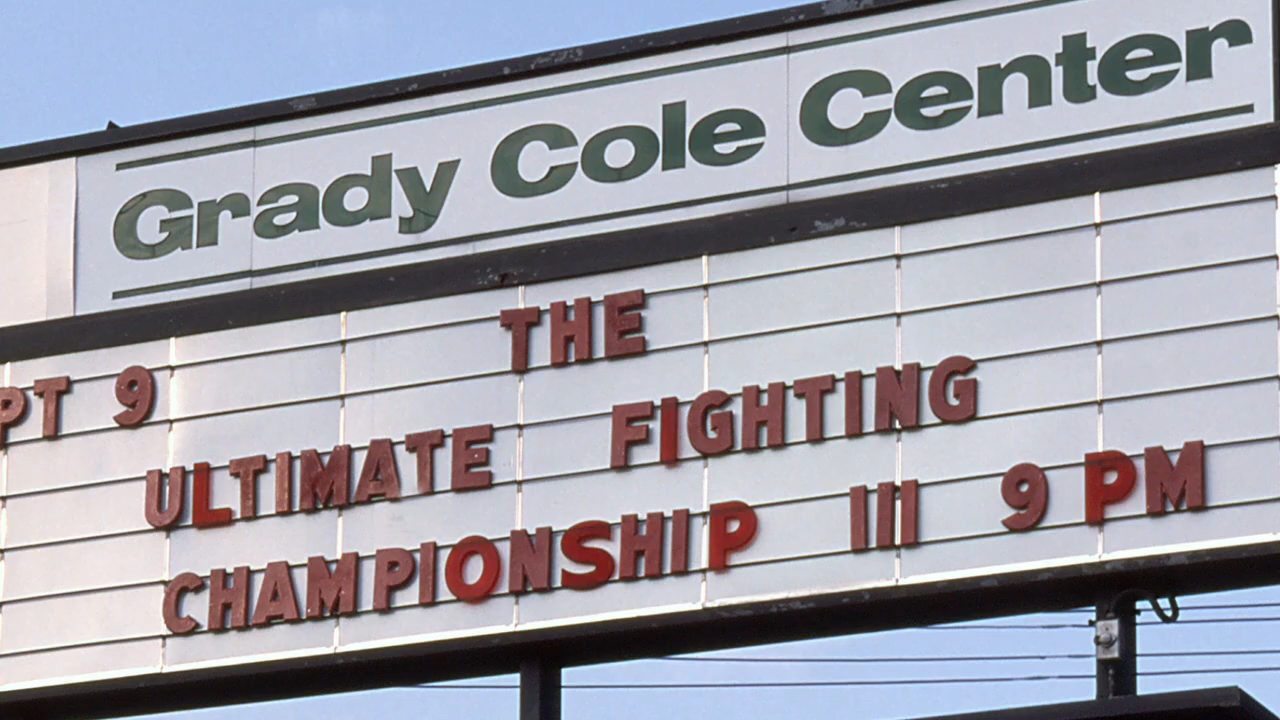 Grady Cole Center
THE
PT 9
ULTIMATE FIGHTING
CHAMPIONSHIP III 9 PM